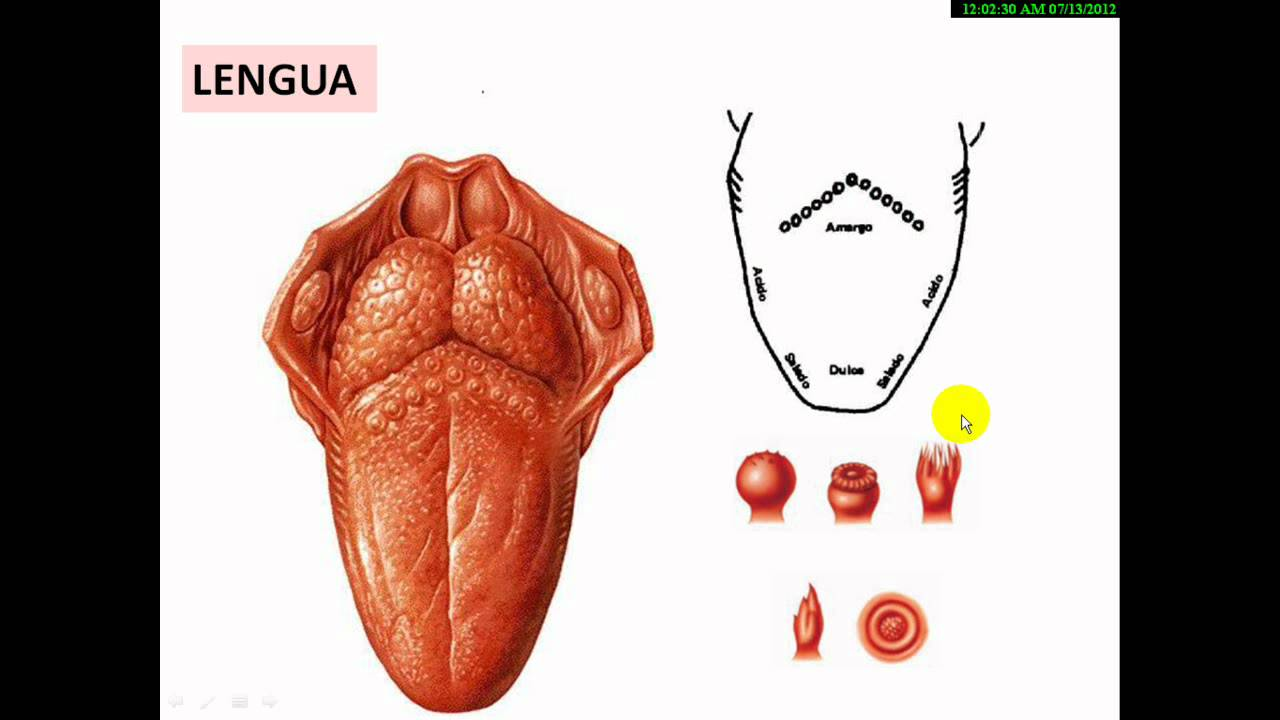 12:02:30 AM 07/13/2012
LENGUA
Amargo
Acido
Acido
Salado
Dulce
Salado